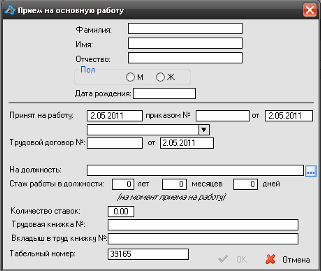 Прием на основную работу
Фамилия:
Имя:
Отчество:
Пол
М Ж
Дата рождения:
Принят на работу: 2.05.2011 приказом № от 2.05.2011
Трудовой договор №: от 2.05.2011
На должность: ...
Стаж работы в должности: 0 лет 0 месяцев 0 дней
(на момент приема на работу)
Количество ставок: 0.00
Трудовая книжка №:
Вкладыш в труд книжку №:
Табельный номер: 39165
OK Отмена